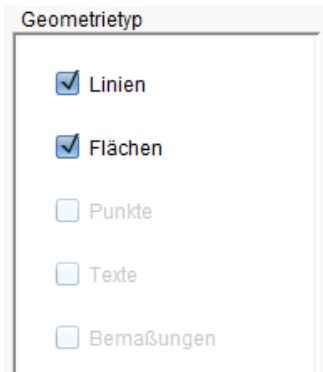 Geometrietyp
Linien
Flächen
Punkte
Texte
Bemaßungen